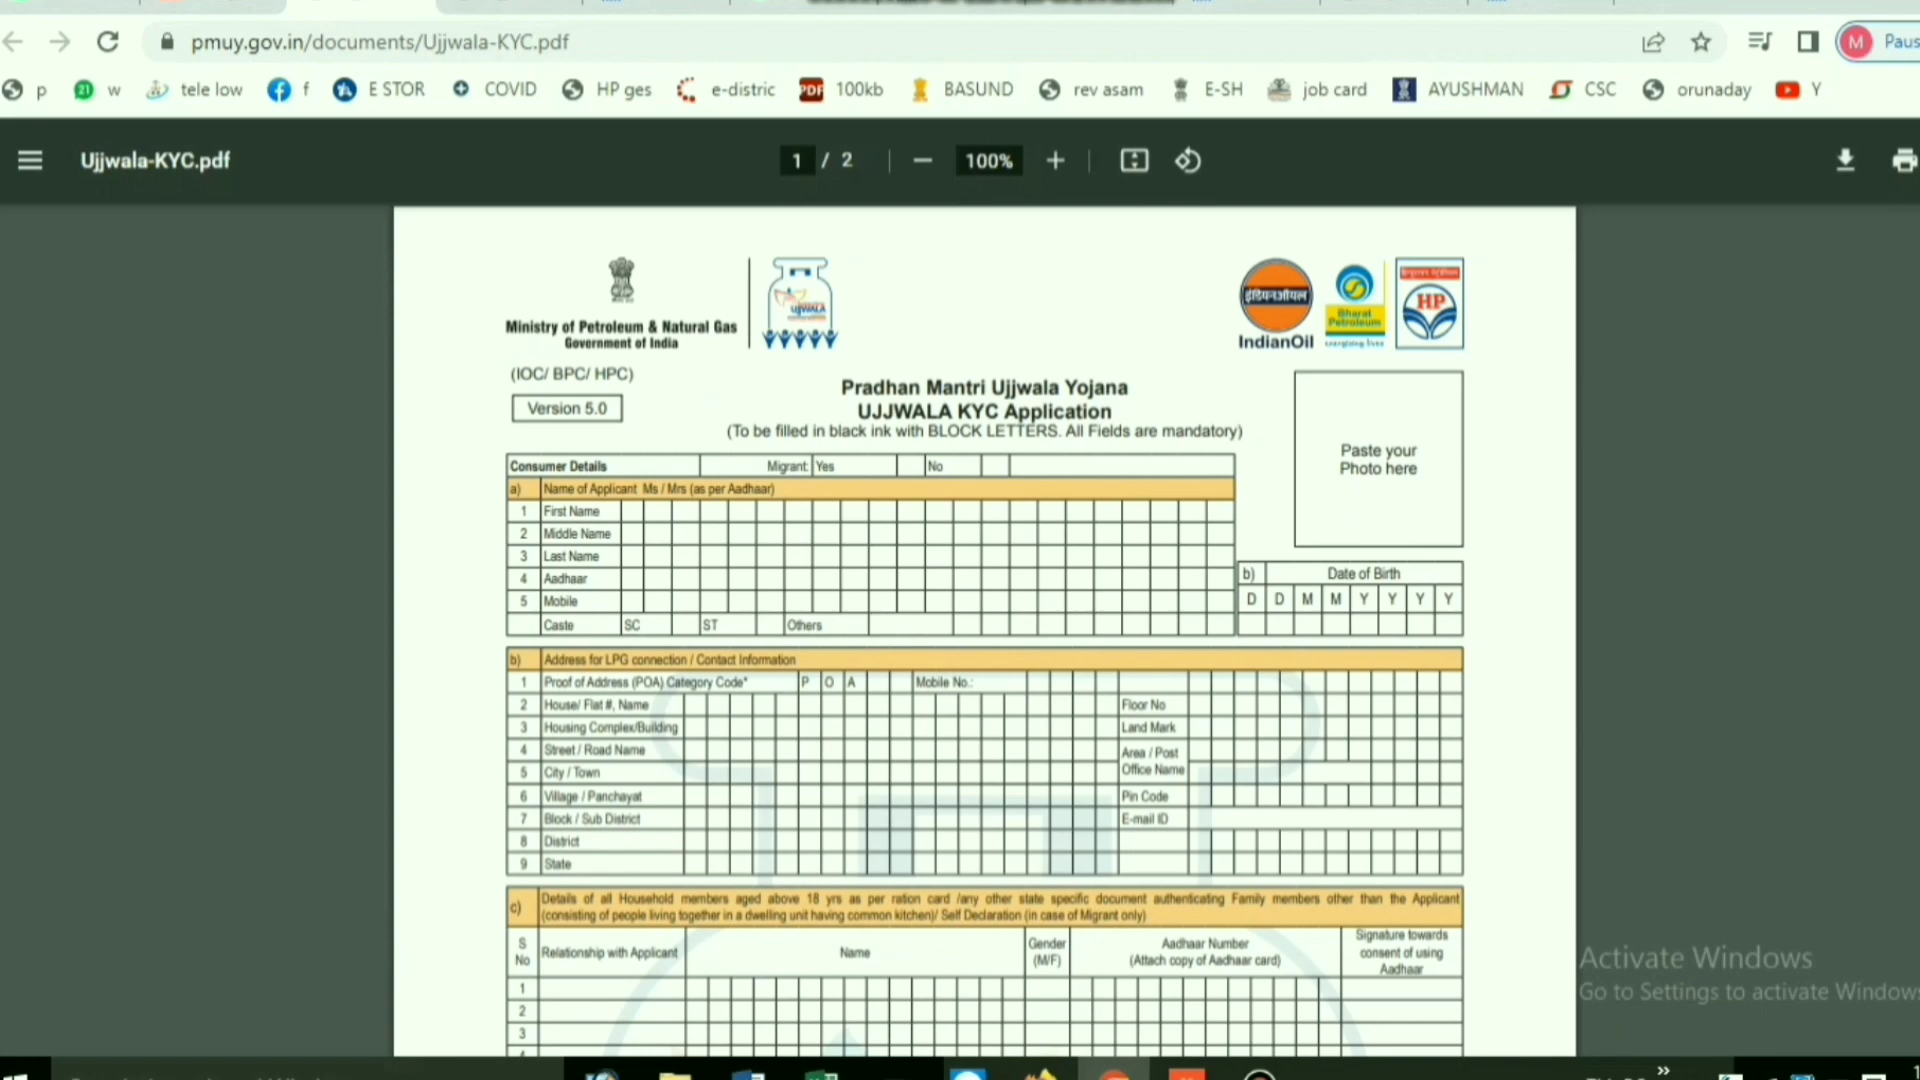 pmuy.gov.in/documents/Ujjwala-KYC.pdf
M Paus
p w tele low f E STOR COVID HP ges e-distric PDF 100kb BASUND rev asam E-SH job card AYUSHMAN CSC orunaday Y
Ujjwala-KYC.pdf 1 / 2 100%
Ministry of Petroleum & Natural Gas
Government of India
UJJWALA
इंडियनऑयल
IndianOil
Bharat
Petroleum
energising lives
हिन्दुस्तान पेट्रोलियम
HP
(IOC/ BPC/ HPC)
Version 5.0
Pradhan Mantri Ujjwala Yojana
UJJWALA KYC Application
(To be filled in black ink with BLOCK LETTERS. All Fields are mandatory)
Paste your
Photo here
Consumer Details Migrant: Yes No
a) Name of Applicant Ms / Mrs (as per Aadhaar)
1 First Name
2 Middle Name
3 Last Name
4 Aadhaar
5 Mobile
Caste SC ST Others
b) Date of Birth
D D M M Y Y Y Y
b) Address for LPG connection / Contact Information
1 Proof of Address (POA) Category Code* P O A Mobile No.:
2 House/ Flat #, Name Floor No
3 Housing Complex/Building Land Mark
4 Street / Road Name Area / Post
5 City / Town Office Name
6 Village / Panchayat Pin Code
7 Block / Sub District E-mail ID
8 District
9 State
c) Details of all Household members aged above 18 yrs as per ration card /any other state specific document authenticating Family members other than the Applicant
(consisting of people living together in a dwelling unit having common kitchen)/ Self Declaration (in case of Migrant only)
S No Relationship with Applicant Name Gender (M/F) Aadhaar Number (Attach copy of Aadhaar card) Signature towards consent of using Aadhaar
1
2
3
Activate Windows
Go to Settings to activate Windows